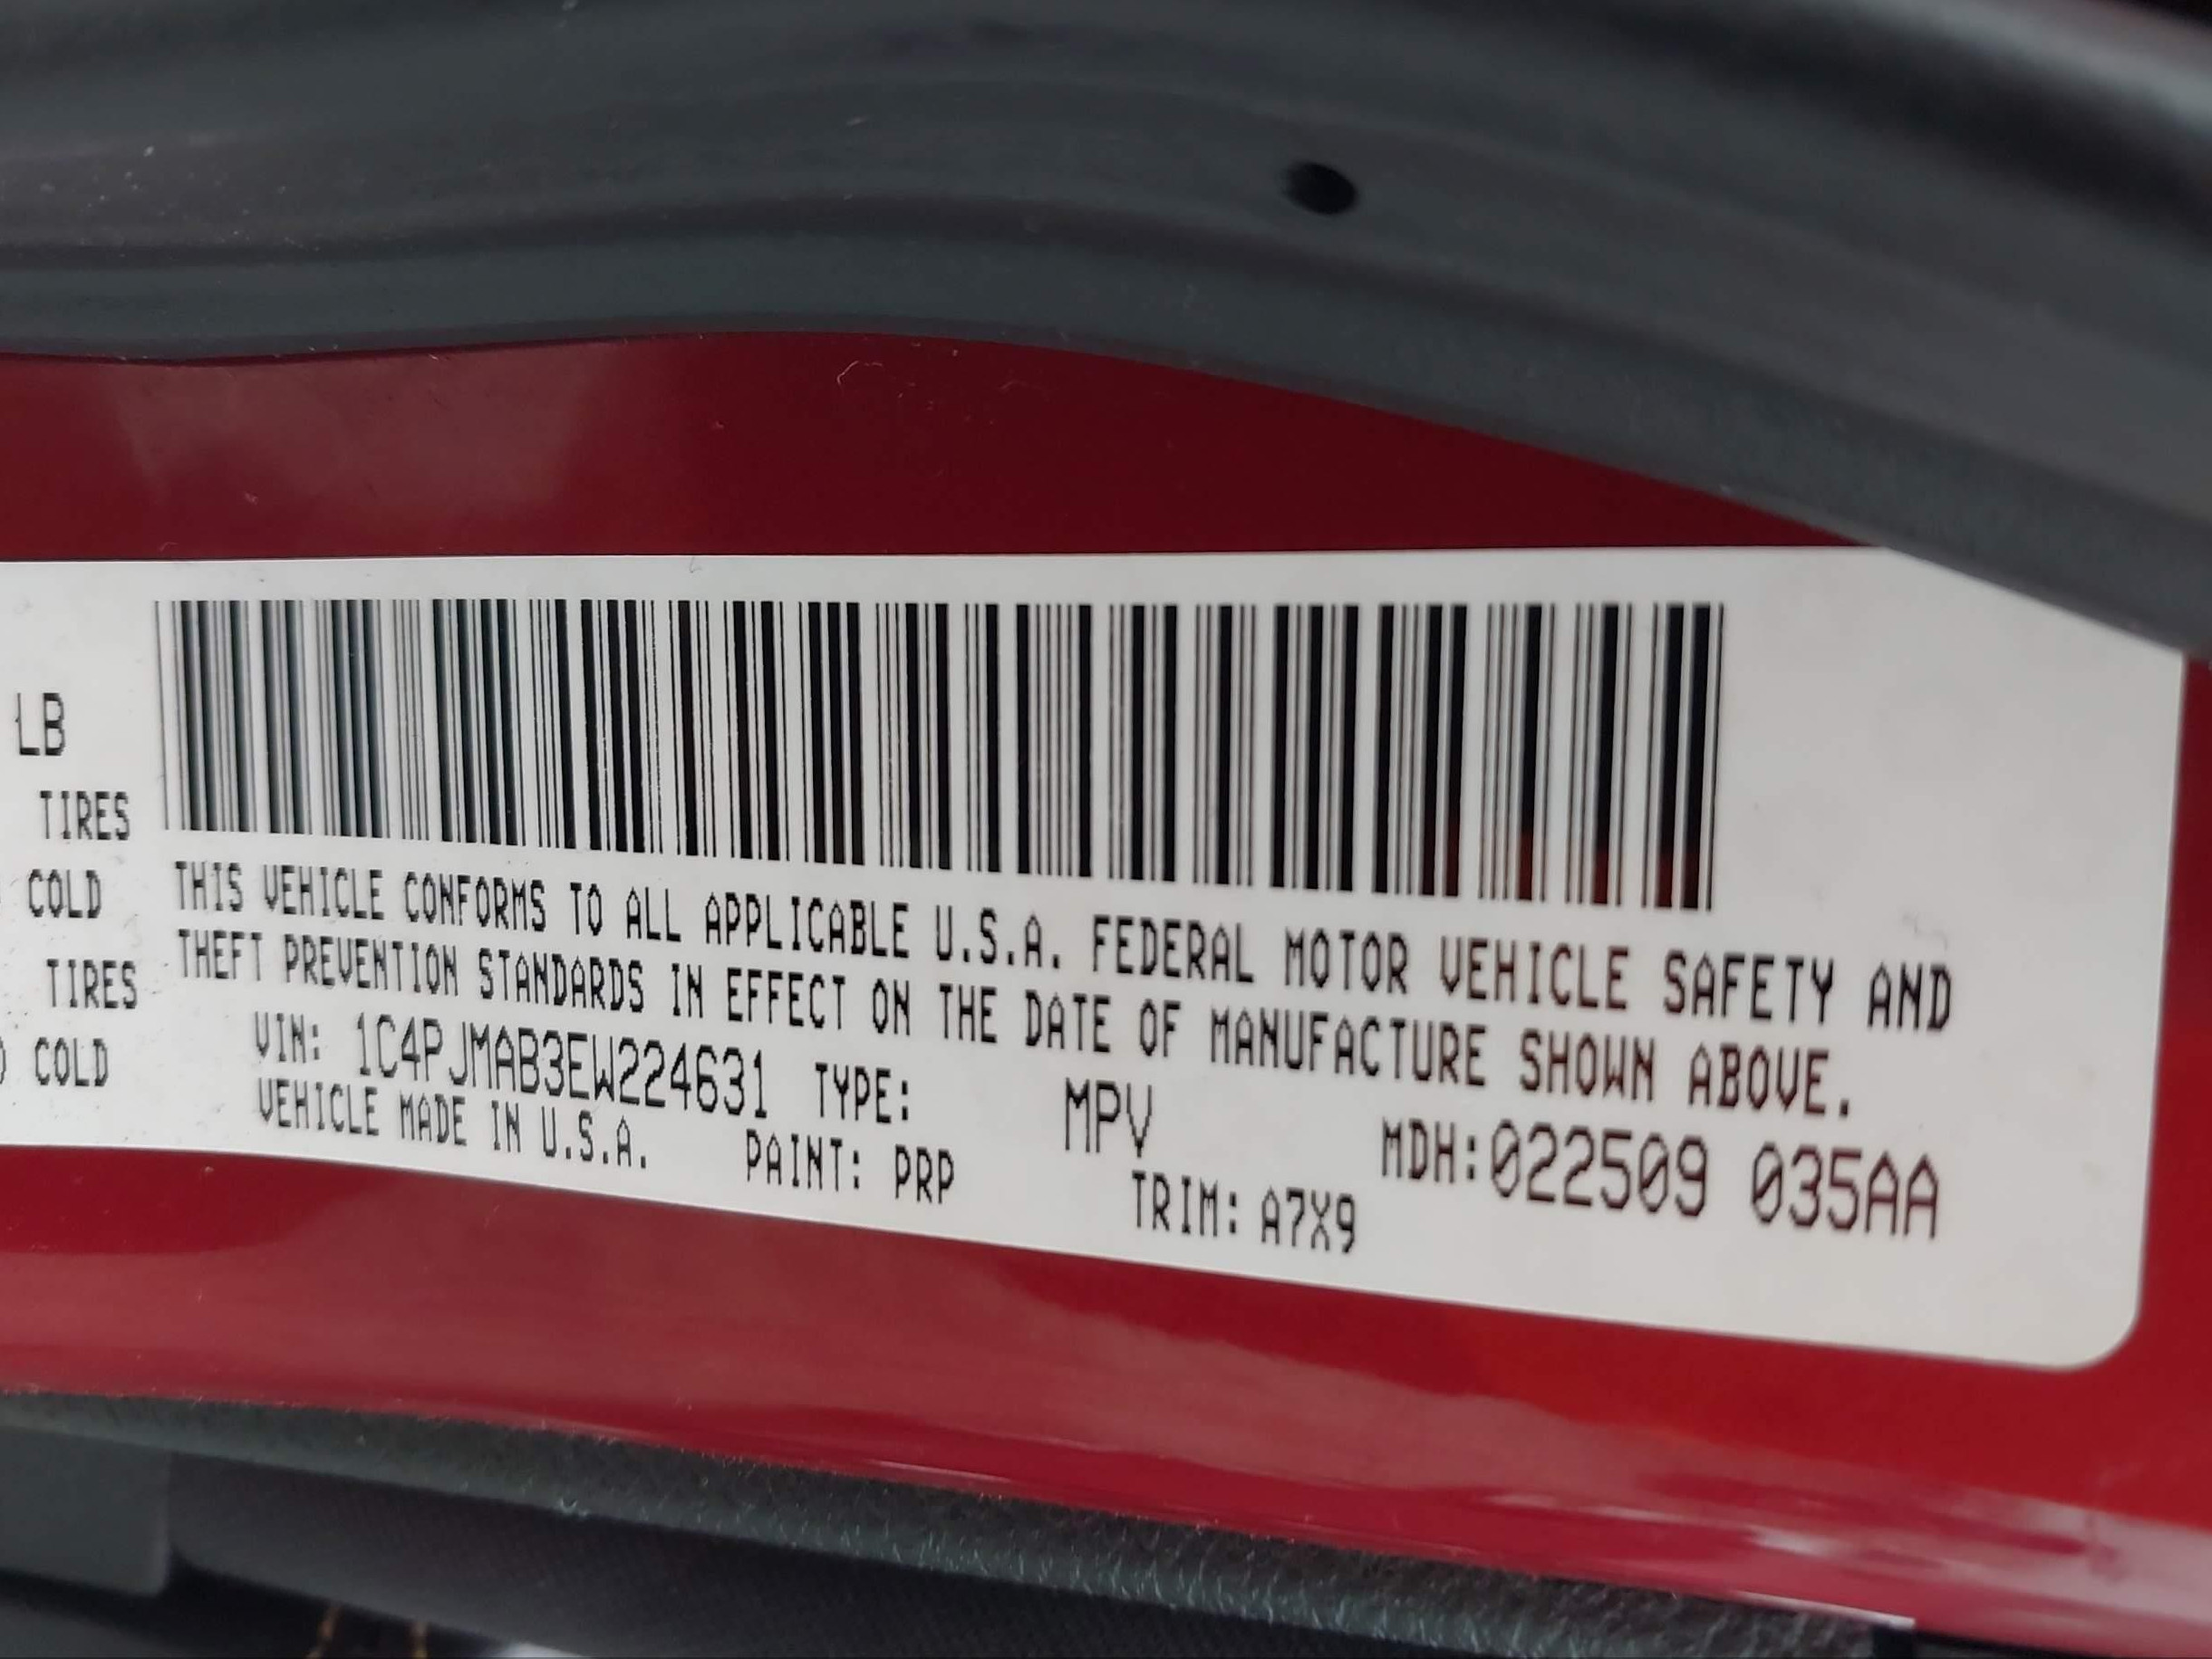 LB
TIRES
COLD
TIRES
COLD
THIS VEHICLE CONFORMS TO ALL APPLICABLE U.S.A. FEDERAL MOTOR VEHICLE SAFETY AND
THEFT PREVENTION STANDARDS IN EFFECT ON THE DATE OF MANUFACTURE SHOWN ABOVE.
VIN: 1C4PJMAB3EW224631 TYPE: MPV MDH:022509 035AA
VEHICLE MADE IN U.S.A. PAINT: PRP TRIM: A7X9